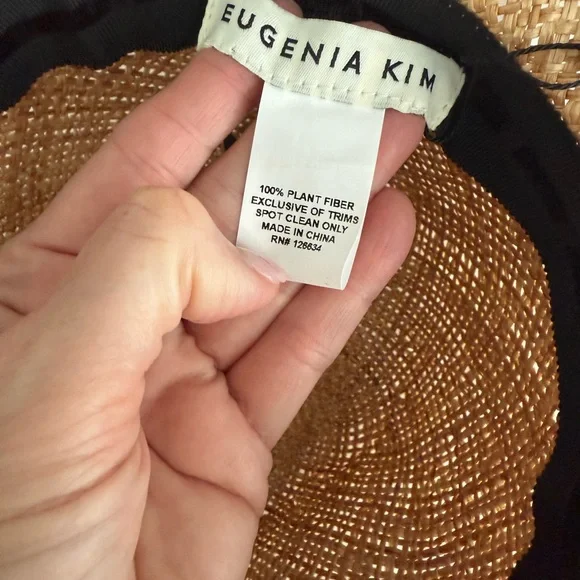 EUGENIA KIM
100% PLANT FIBER
EXCLUSIVE OF TRIMS
SPOT CLEAN ONLY
MADE IN CHINA
RN# 126634